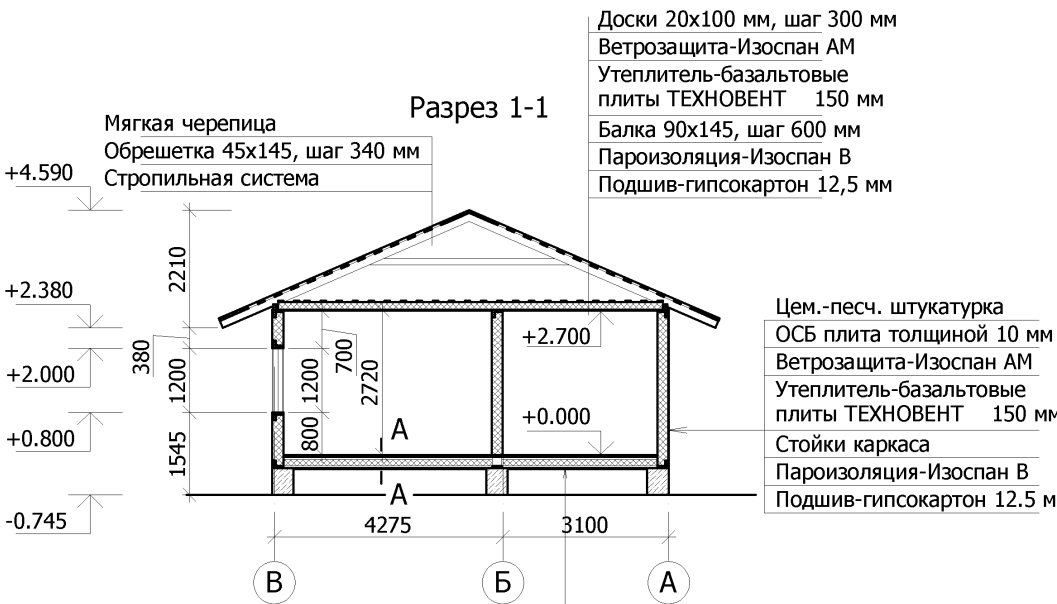 Доски 20x100 мм, шаг 300 мм
Ветрозащита-Изоспан АМ
Утеплитель-базальтовые
плиты ТЕХНОВЕНТ 150 мм
Балка 90x145, шаг 600 мм
Пароизоляция-Изоспан В
Подшив-гипсокартон 12,5 мм
Разрез 1-1
Мягкая черепица
Обрешетка 45x145, шаг 340 мм
Стропильная система
+4.590
+2.380
+2.000
+0.800
-0.745
2210
380
1200
1545
700
1200
800
2720
+2.700
+0.000
А
А
Цем.-песч. штукатурка
ОСБ плита толщиной 10 мм
Ветрозащита-Изоспан АМ
Утеплитель-базальтовые
плиты ТЕХНОВЕНТ 150 мм
Стойки каркаса
Пароизоляция-Изоспан В
Подшив-гипсокартон 12.5 м
4275
3100
В
Б
А